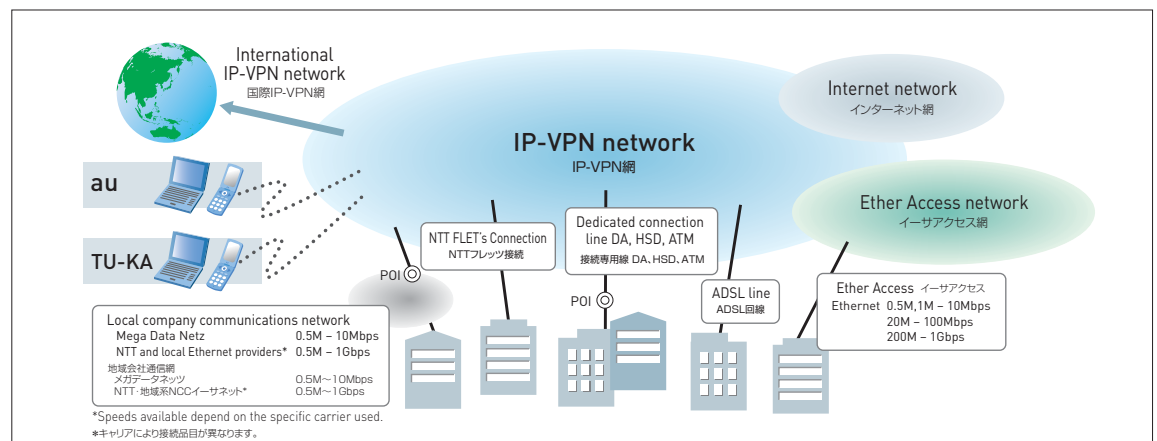 International
IP-VPN network
国際IP-VPN網
Internet network
インターネット網
IP-VPN network
IP-VPN網
au
Ether Access network
イーサアクセス網
TU-KA
NTT FLET's Connection
NTTフレッツ接続
Dedicated connection
line DA, HSD, ATM
接続専用線 DA、HSD、ATM
POI
POI
ADSL line
ADSL回線
Ether Access イーサアクセス
Ethernet 0.5M,1M – 10Mbps
20M – 100Mbps
200M – 1Gbps
Local company communications network
Mega Data Netz 0.5M – 10Mbps
NTT and local Ethernet providers* 0.5M – 1Gbps
地域会社通信網
メガデータネッツ 0.5M〜10Mbps
NTT・地域系NCCイーサネット* 0.5M〜1Gbps
*Speeds available depend on the specific carrier used.
*キャリアにより接続品目が異なります。